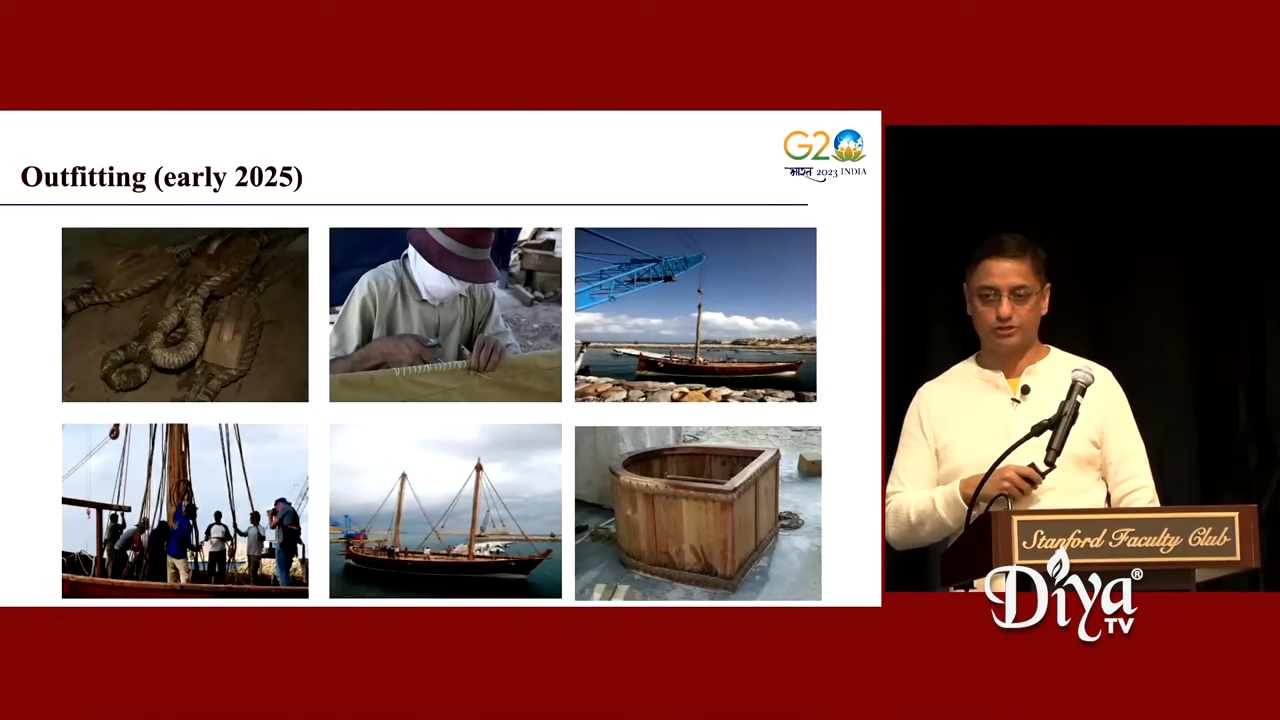 Outfitting (early 2025)
G20
भारत 2023 INDIA
Stanford Faculty Club
Diya®
TV